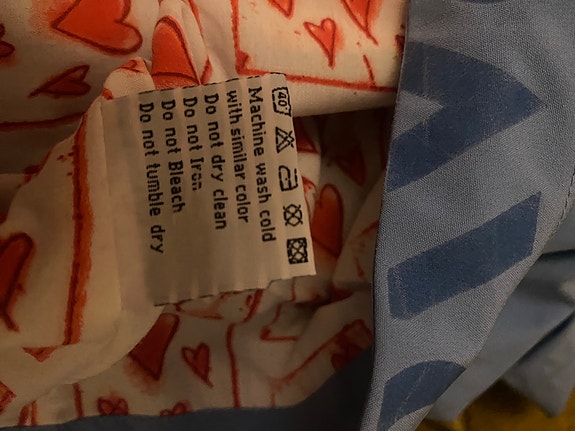 40
Machine wash cold
with similar color
Do not dry clean
Do not Iron
Do not Bleach
Do not tumble dry